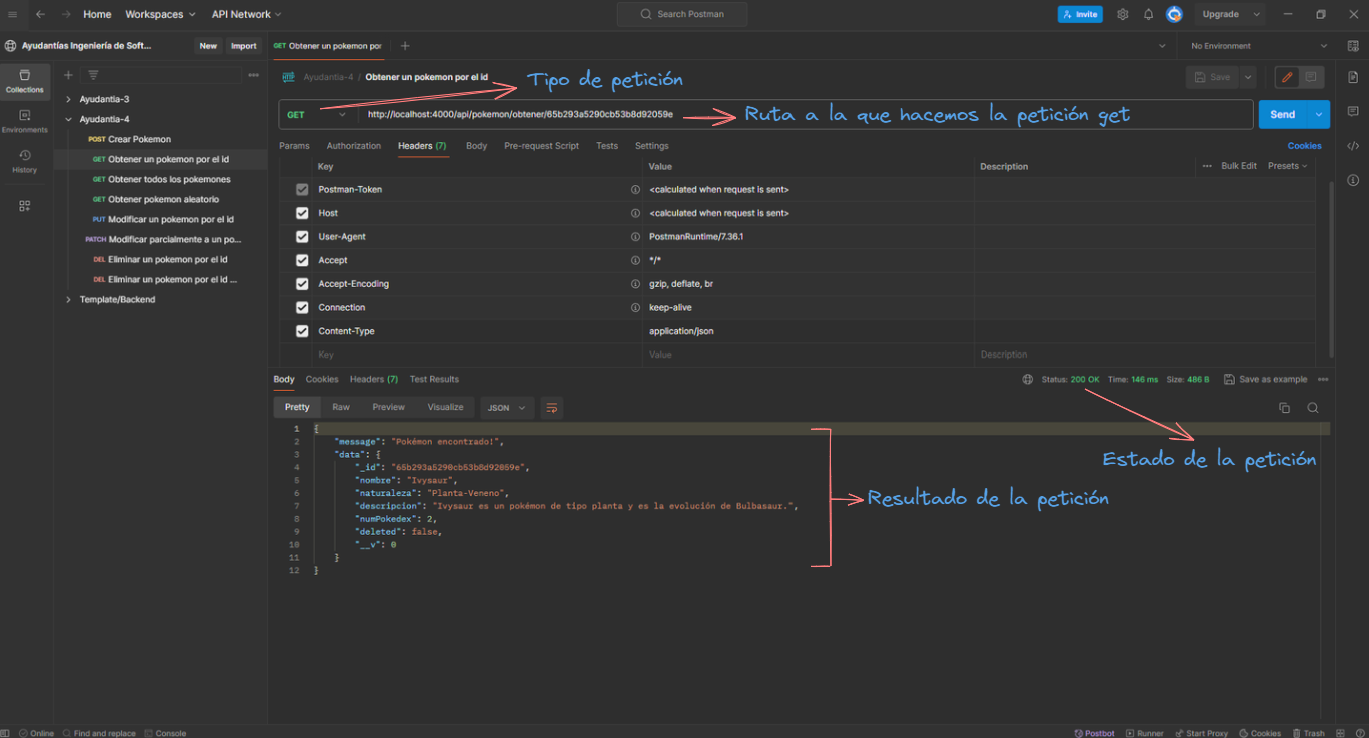 Home Workspaces API Network Search Postman Invite Upgrade
Ayudantías Ingeniería de Soft... New Import GET Obtener un pokemon por No Environment
Collections
Environments
History
Ayudantia-3
Ayudantia-4
POST Crear Pokemon
GET Obtener un pokemon por el id
GET Obtener todos los pokemones
GET Obtener pokemon aleatorio
PUT Modificar un pokemon por el id
PATCH Modificar parcialmente a un po...
DEL Eliminar un pokemon por el id
DEL Eliminar un pokemon por el id ...
Template/Backend
Ayudantia-4 / Obtener un pokemon por el id Save
Tipo de petición
GET http://localhost:4000/api/pokemon/obtener/65b293a5290cb53b8d92059e Send
Ruta a la que hacemos la petición get
Params Authorization Headers (7) Body Pre-request Script Tests Settings Cookies
Key Value Description Bulk Edit Presets
Postman-Token <calculated when request is sent>
Host <calculated when request is sent>
User-Agent PostmanRuntime/7.36.1
Accept */*
Accept-Encoding gzip, deflate, br
Connection keep-alive
Content-Type application/json
Key Value Description
Body Cookies Headers (7) Test Results Status: 200 OK Time: 146 ms Size: 486 B Save as example
Pretty Raw Preview Visualize JSON
1 {
2 "message": "Pokémon encontrado!",
3 "data": {
4 "_id": "65b293a5290cb53b8d92059e",
5 "nombre": "Ivysaur",
6 "naturaleza": "Planta-Veneno",
7 "descripcion": "Ivysaur es un pokémon de tipo planta y es la evolución de Bulbasaur.",
8 "numPokedex": 2,
9 "deleted": false,
10 "__v": 0
11 }
12 }
Estado de la petición
Resultado de la petición
Online Find and replace Console Postbot Runner Start Proxy Cookies Trash